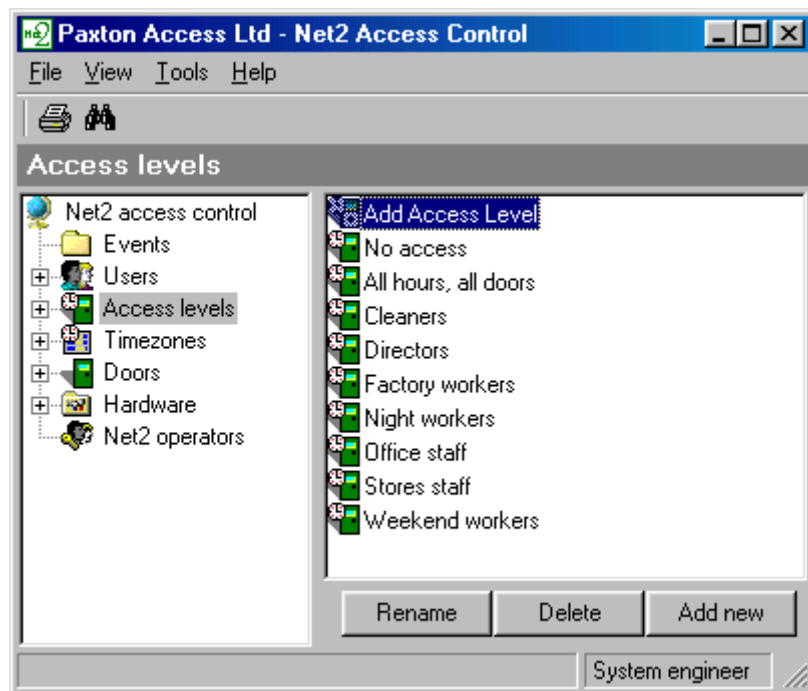 Paxton Access Ltd - Net2 Access Control
File View Tools Help
Access levels
Net2 access control
Events
Users
Access levels
Timezones
Doors
Hardware
Net2 operators
Add Access Level
No access
All hours, all doors
Cleaners
Directors
Factory workers
Night workers
Office staff
Stores staff
Weekend workers
Rename Delete Add new
System engineer